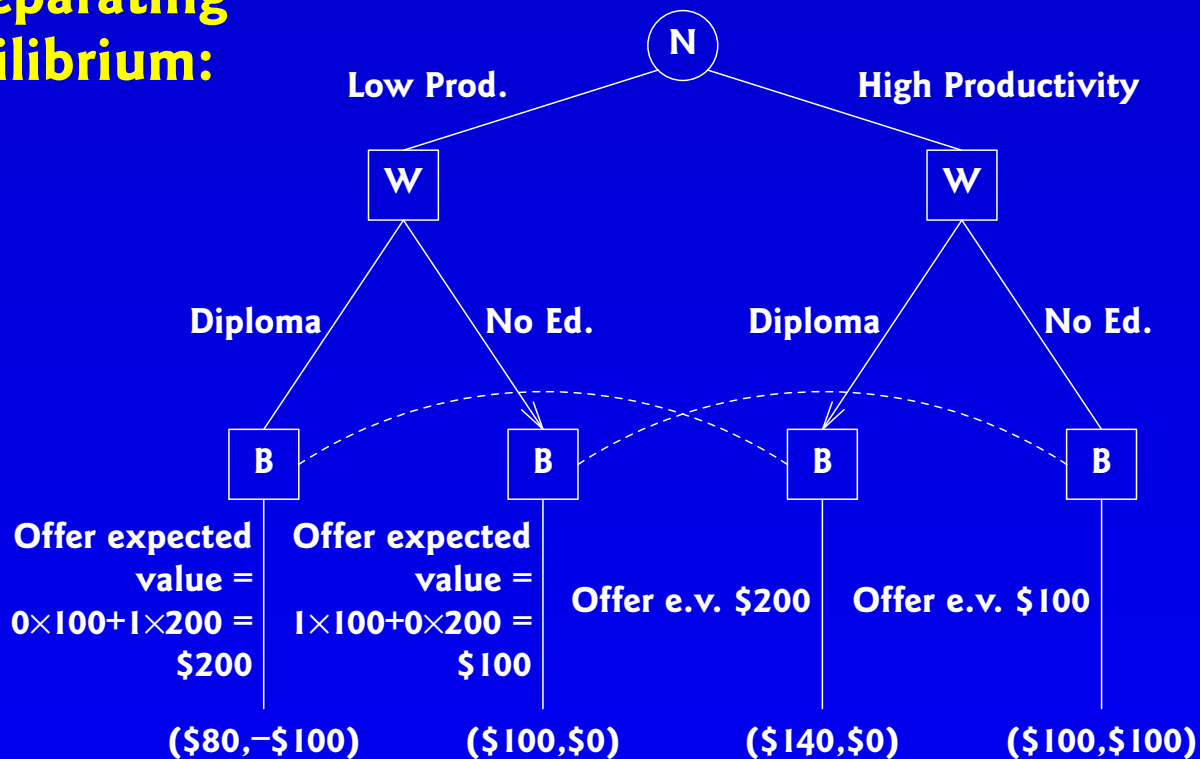 eparating
ilibrium:
N
Low Prod.
High Productivity
W
W
Diploma
No Ed.
Diploma
No Ed.
B
B
B
B
Offer expected
value =
0×100+1×200 =
$200
Offer expected
value =
1×100+0×200 =
$100
Offer e.v. $200
Offer e.v. $100
($80,−$100)
($100,$0)
($140,$0)
($100,$100)